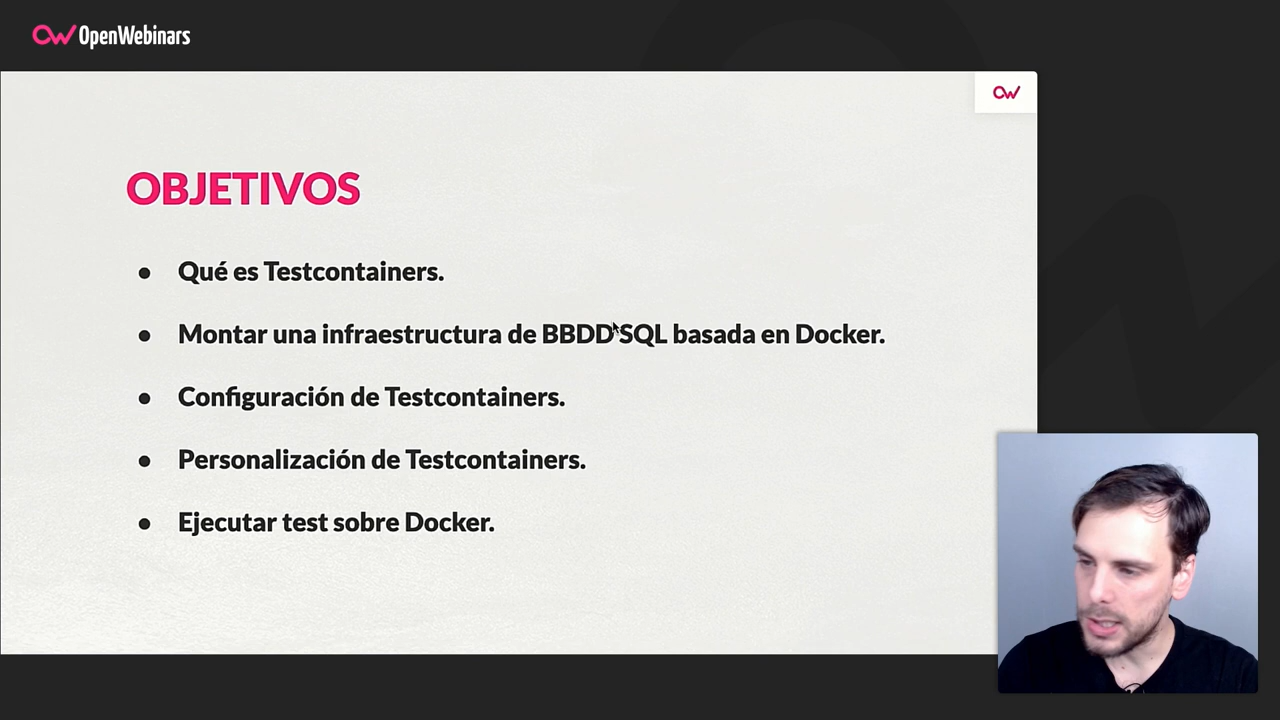 OpenWebinars
OBJETIVOS
● Qué es Testcontainers.
● Montar una infraestructura de BBDD SQL basada en Docker.
● Configuración de Testcontainers.
● Personalización de Testcontainers.
● Ejecutar test sobre Docker.